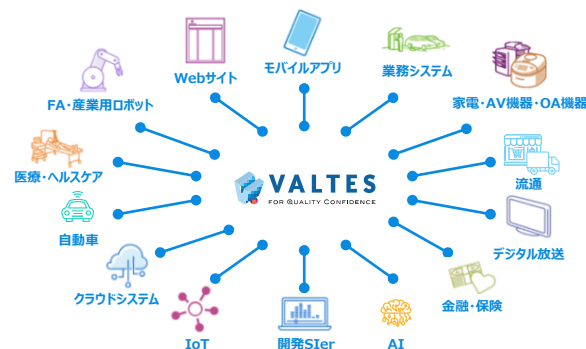 モバイルアプリ
Webサイト
業務システム
FA・産業用ロボット
家電・AV機器・OA機器
医療・ヘルスケア
VALTES
FOR QUALITY CONFIDENCE
流通
自動車
デジタル放送
クラウドシステム
金融・保険
IoT
開発SIer
AI